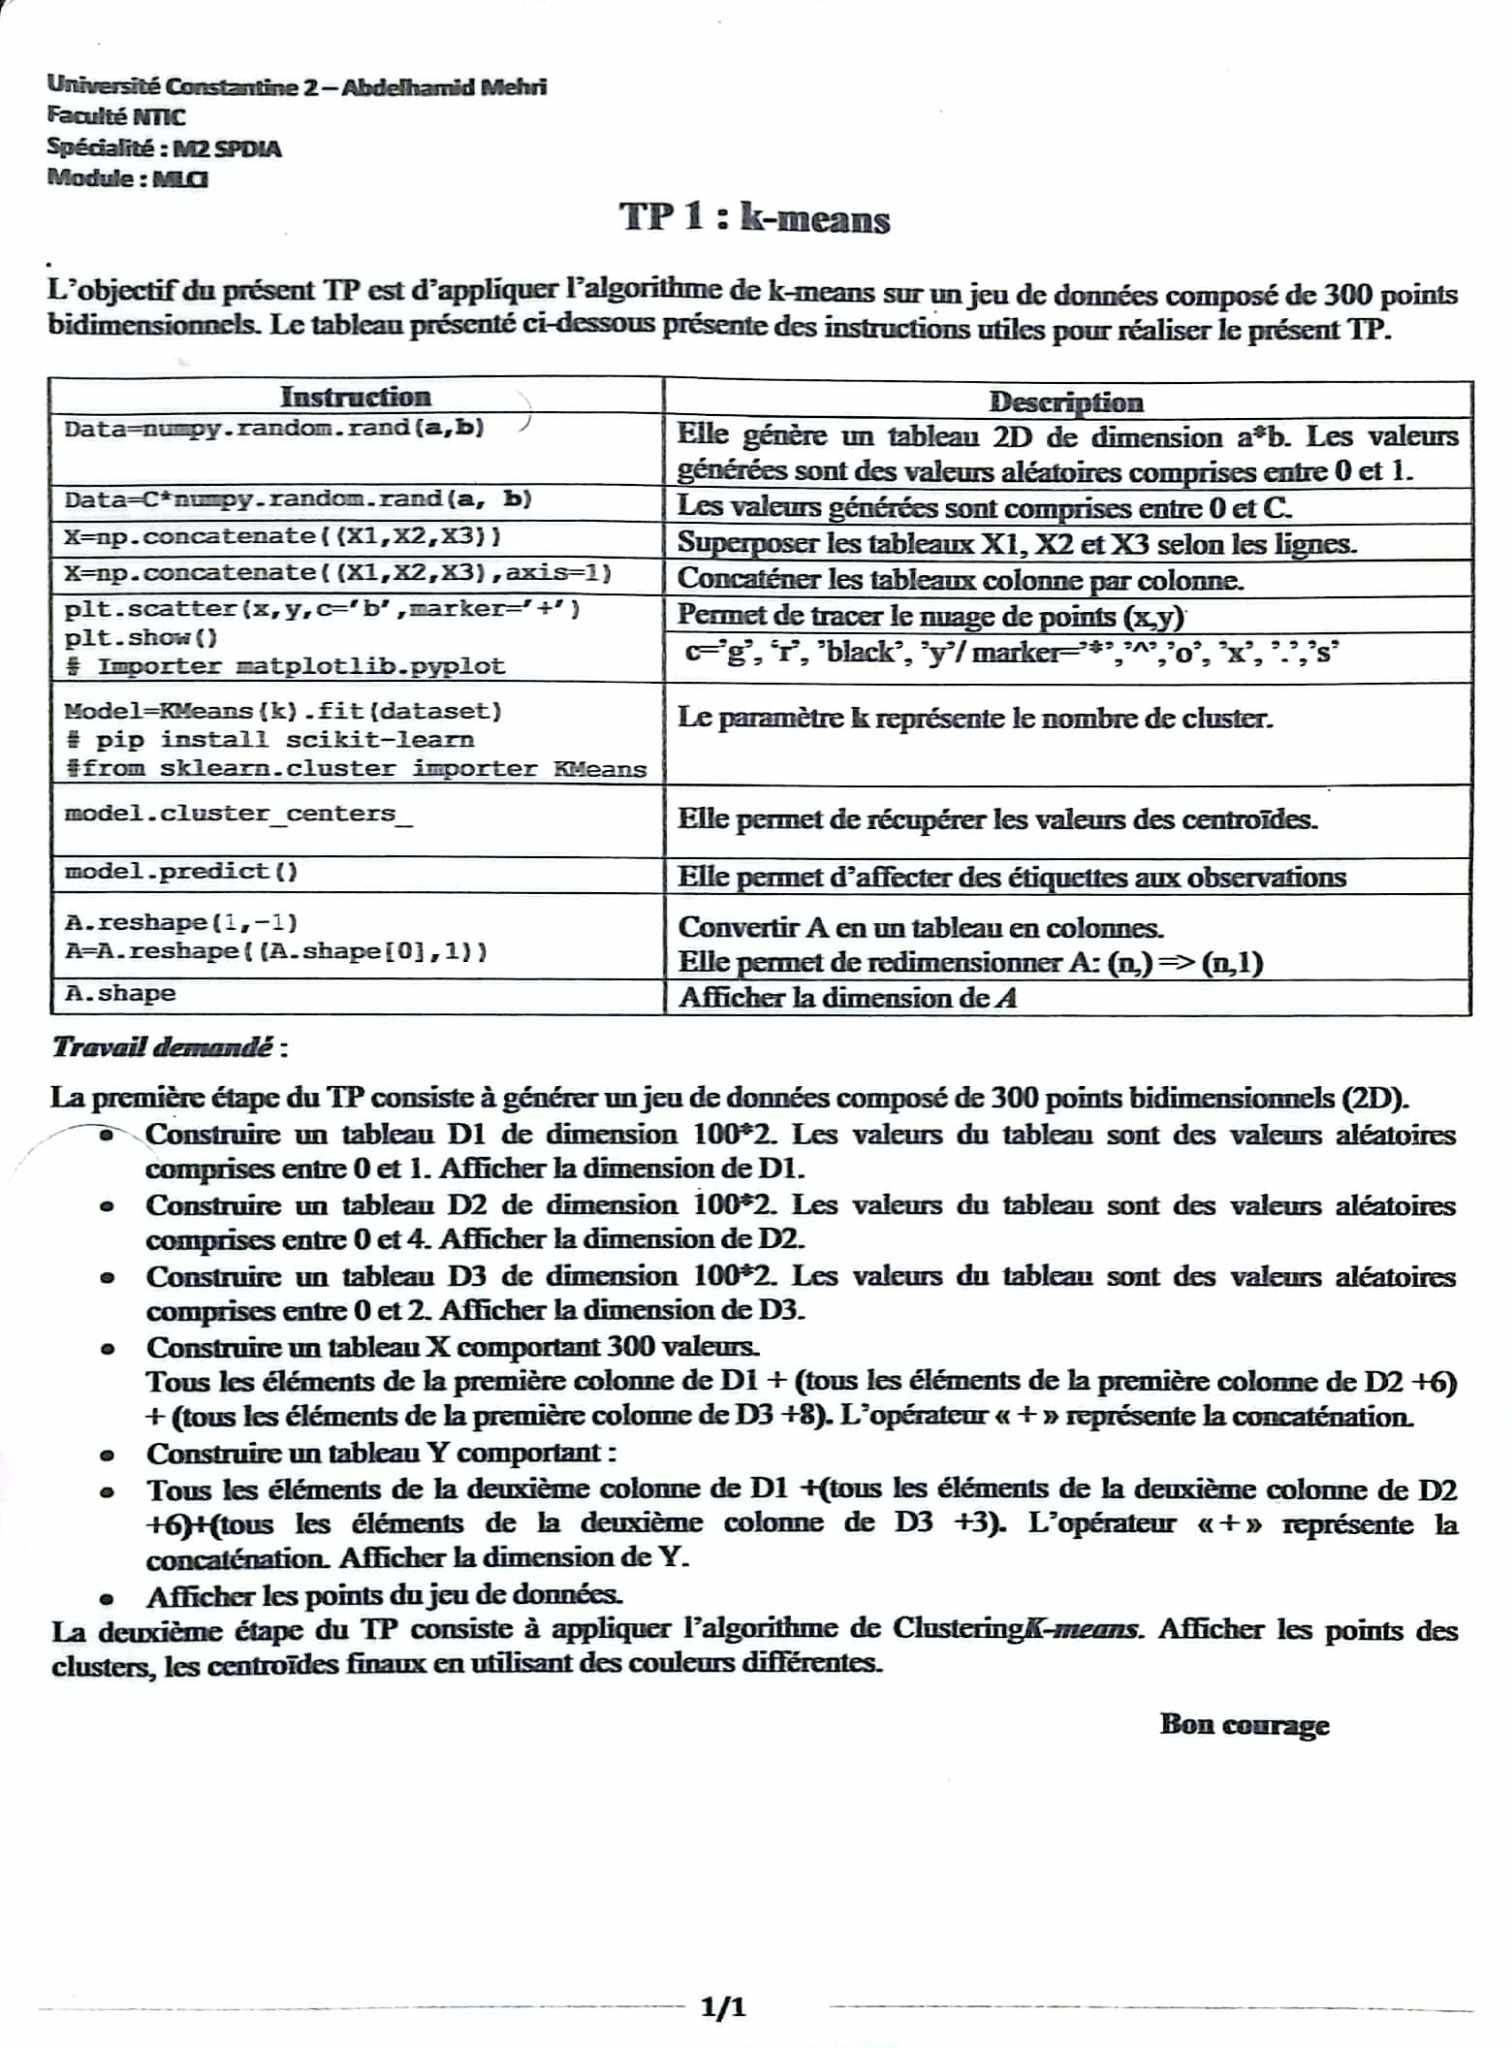 Université Constantine 2 – Abdelhamid Mehri
Faculté NTIC
Spécialité : M2 SPDIA
Module : MLCI
TP 1 : k-means
L'objectif du présent TP est d'appliquer l'algorithme de k-means sur un jeu de données composé de 300 points
bidimensionnels. Le tableau présenté ci-dessous présente des instructions utiles pour réaliser le présent TP.
Instruction
Description
Data=numpy.random.rand(a,b)
Elle génère un tableau 2D de dimension a*b. Les valeurs
générées sont des valeurs aléatoires comprises entre 0 et 1.
Data=C*numpy.random.rand(a, b)
Les valeurs générées sont comprises entre 0 et C.
X=np.concatenate((X1,X2,X3))
Superposer les tableaux X1, X2 et X3 selon les lignes.
X=np.concatenate((X1,X2,X3),axis=1)
Concaténer les tableaux colonne par colonne.
plt.scatter(x,y,c='b',marker='+')
plt.show()
# Importer matplotlib.pyplot
Permet de tracer le nuage de points (x,y)
c='g', 'r', 'black', 'y'/ marker='*','^','o', 'x', '.','s'
Model=KMeans(k).fit(dataset)
# pip install scikit-learn
#from sklearn.cluster importer KMeans
Le paramètre k représente le nombre de cluster.
model.cluster_centers_
Elle permet de récupérer les valeurs des centroïdes.
model.predict()
Elle permet d'affecter des étiquettes aux observations
A.reshape(1,-1)
A=A.reshape((A.shape[0],1))
Convertir A en un tableau en colonnes.
Elle permet de redimensionner A: (n,) => (n,1)
A.shape
Afficher la dimension de A
Travail demandé :
La première étape du TP consiste à générer un jeu de données composé de 300 points bidimensionnels (2D).
• Construire un tableau D1 de dimension 100*2. Les valeurs du tableau sont des valeurs aléatoires
comprises entre 0 et 1. Afficher la dimension de D1.
• Construire un tableau D2 de dimension 100*2. Les valeurs du tableau sont des valeurs aléatoires
comprises entre 0 et 4. Afficher la dimension de D2.
• Construire un tableau D3 de dimension 100*2. Les valeurs du tableau sont des valeurs aléatoires
comprises entre 0 et 2. Afficher la dimension de D3.
• Construire un tableau X comportant 300 valeurs.
Tous les éléments de la première colonne de D1 + (tous les éléments de la première colonne de D2 +6)
+ (tous les éléments de la première colonne de D3 +8). L'opérateur « + » représente la concaténation.
• Construire un tableau Y comportant :
• Tous les éléments de la deuxième colonne de D1 +(tous les éléments de la deuxième colonne de D2
+6)+(tous les éléments de la deuxième colonne de D3 +3). L'opérateur « + » représente la
concaténation. Afficher la dimension de Y.
• Afficher les points du jeu de données.
La deuxième étape du TP consiste à appliquer l'algorithme de ClusteringK-means. Afficher les points des
clusters, les centroïdes finaux en utilisant des couleurs différentes.
Bon courage
1/1